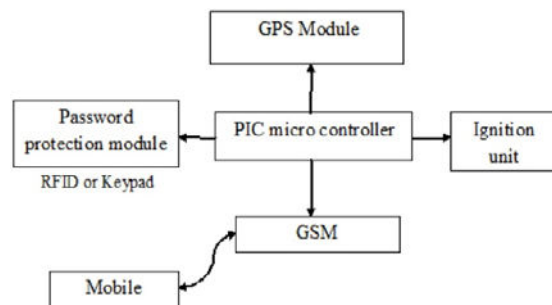 GPS Module
Password
protection module
PIC micro controller
Ignition
unit
RFID or Keypad
GSM
Mobile